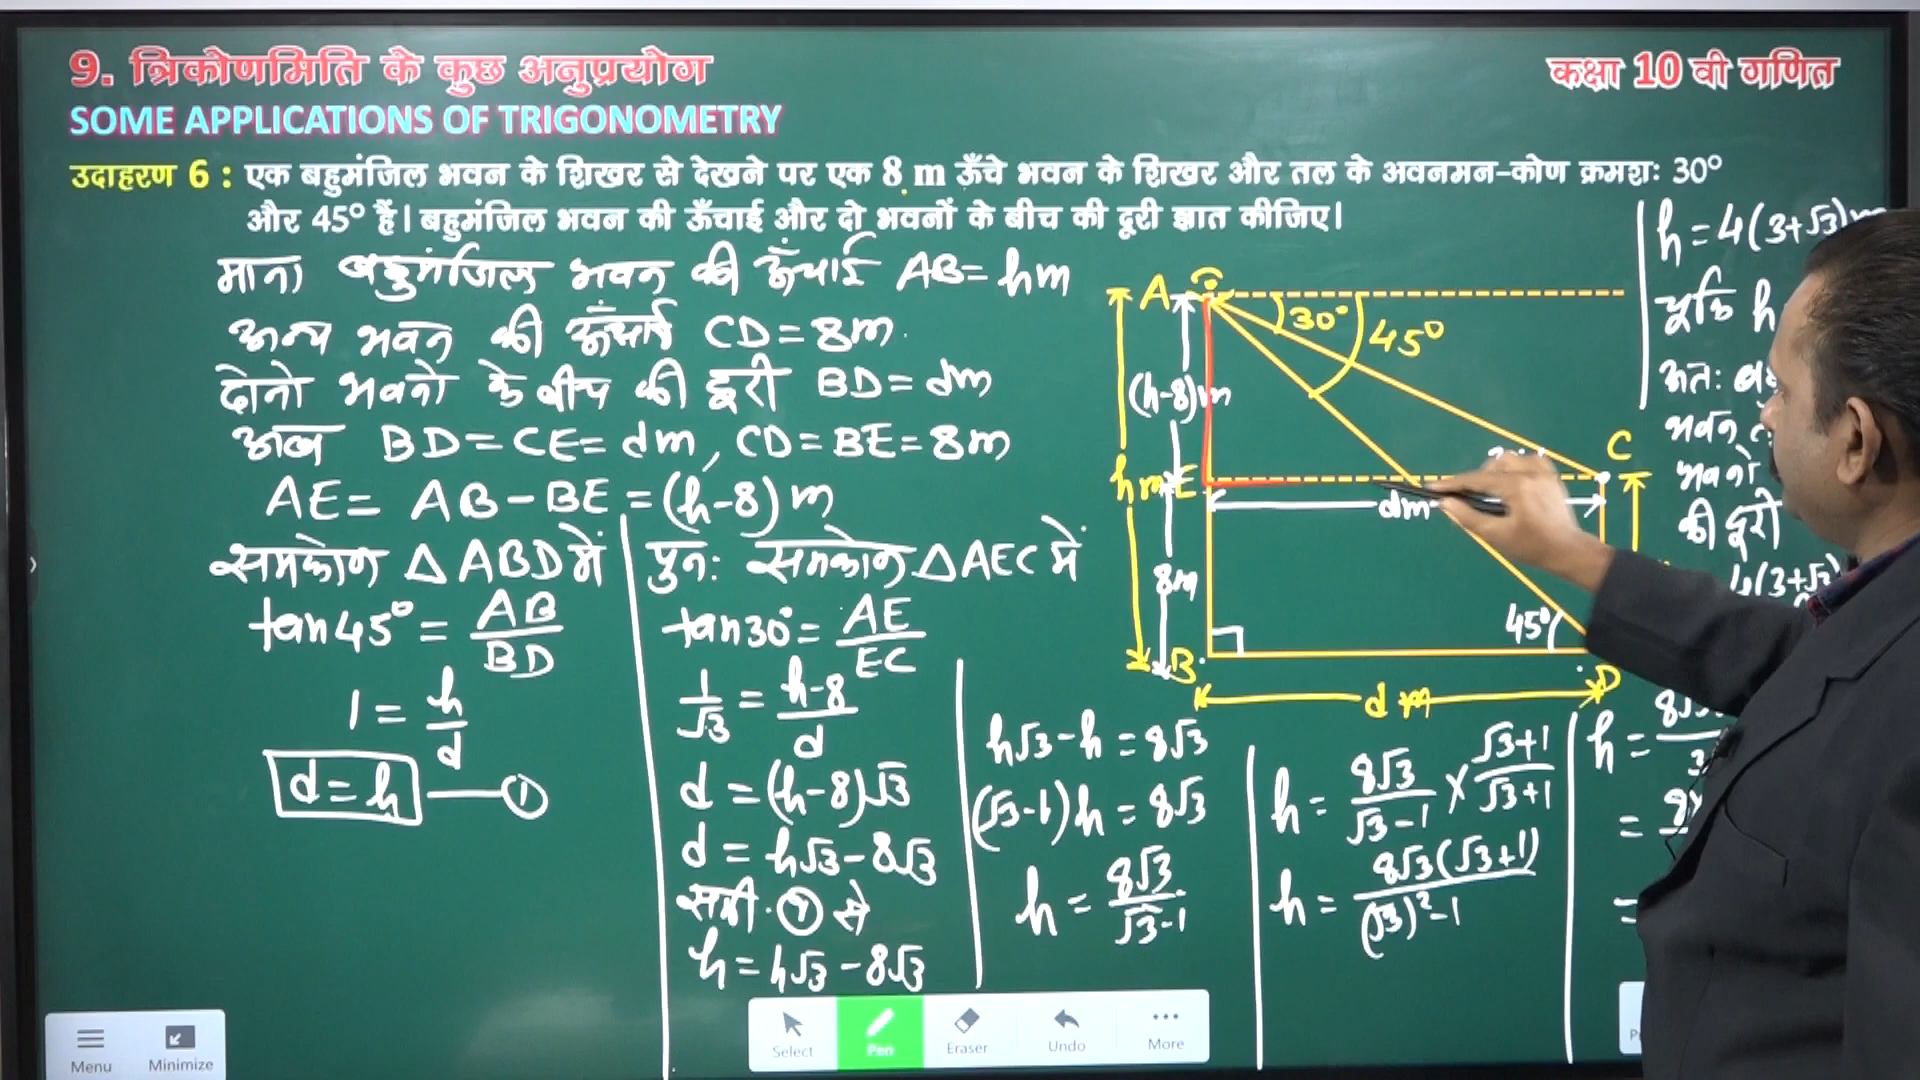 9. त्रिकोणमिति के कुछ अनुप्रयोग
कक्षा 10 वी गणित
SOME APPLICATIONS OF TRIGONOMETRY
उदाहरण 6 : एक बहुमंजिल भवन के शिखर से देखने पर एक 8 m ऊँचे भवन के शिखर और तल के अवनमन-कोण क्रमशः 30°
और 45° हैं। बहुमंजिल भवन की ऊँचाई और दो भवनों के बीच की दूरी ज्ञात कीजिए।
माना बहुमंजिल भवन की ऊँचाई AB = hm
अन्य भवन की ऊंचाई CD = 8m.
दोनो भवनो के बीच की दूरी BD = dm
अब BD = CE = dm, CD = BE = 8m
AE = AB - BE = (h-8) m
समकोण △ ABD में
tan45° = AB/BD
1 = h/d
d = h —— ①
पुनः समकोण △AEC में
tan30° = AE/EC
1/√3 = h-8/d
d = (h-8)√3
d = h√3 - 8√3
समी. ① से
h = h√3 - 8√3
h√3 - h = 8√3
(√3-1)h = 8√3
h = 8√3/√3-1
h = 8√3/√3-1 × √3+1/√3+1
h = 8√3(√3+1)/(√3)²-1
h =
=
=
A
30°
45°
(h-8)m
C
hm
E
dm
8m
45°
B
D
d m
h = 4(3+√3)m
h
अतः
भवन
भवनो
की दूरी
Menu
Minimize
Select
Pen
Eraser
Undo
More